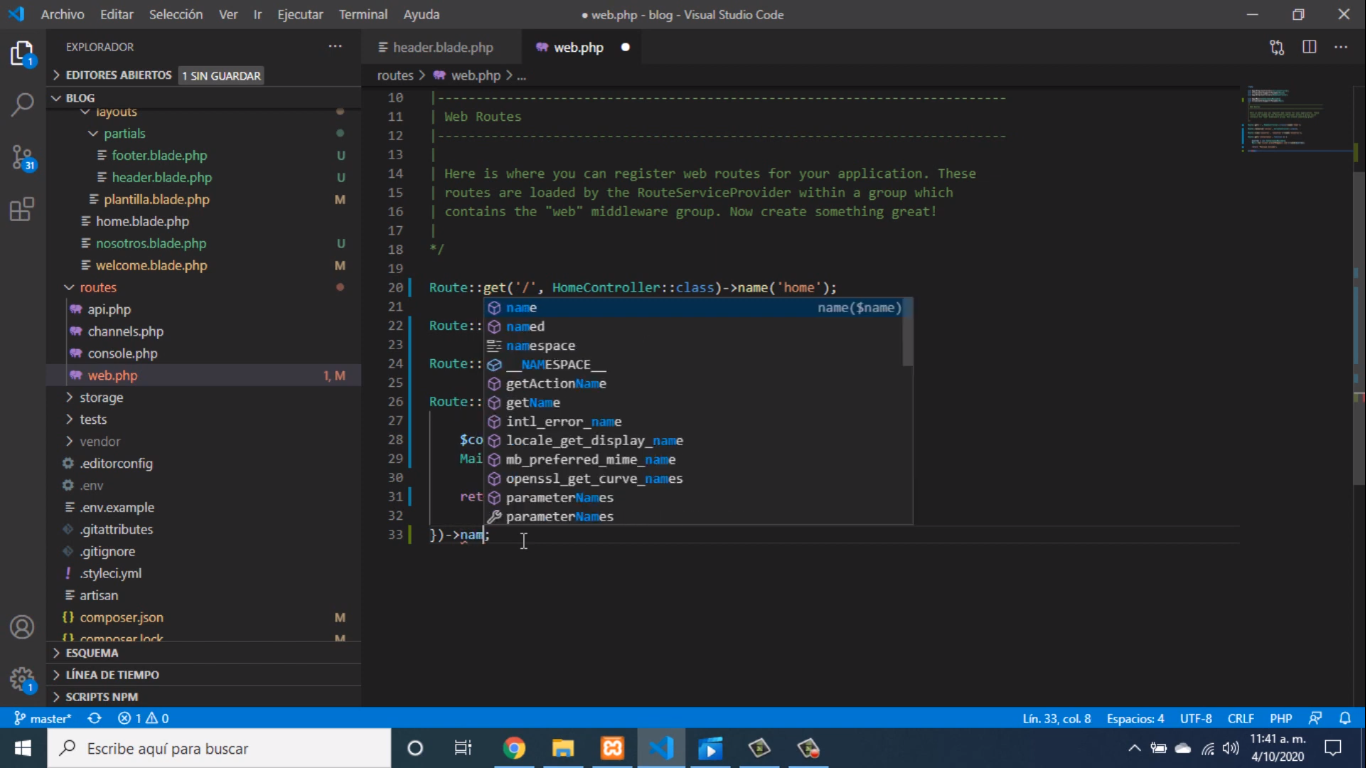 Archivo Editar Selección Ver Ir Ejecutar Terminal Ayuda
● web.php - blog - Visual Studio Code
EXPLORADOR ···
EDITORES ABIERTOS 1 SIN GUARDAR
BLOG
layouts
partials
footer.blade.php U
header.blade.php U
plantilla.blade.php M
home.blade.php
nosotros.blade.php U
welcome.blade.php M
routes
api.php
channels.php
console.php
web.php 1, M
storage
tests
vendor
.editorconfig
.env
.env.example
.gitattributes
.gitignore
.styleci.yml
artisan
composer.json M
composer.lock M
ESQUEMA
LÍNEA DE TIEMPO
SCRIPTS NPM
header.blade.php
web.php ●
routes > web.php > ...
10 |--------------------------------------------------------------------------
11 | Web Routes
12 |--------------------------------------------------------------------------
13 |
14 | Here is where you can register web routes for your application. These
15 | routes are loaded by the RouteServiceProvider within a group which
16 | contains the "web" middleware group. Now create something great!
17 |
18 */
19
20 Route::get('/', HomeController::class)->name('home');
21
22 Route::
23
24 Route::
25
26 Route::
27
28 $co
29 Mai
30
31 ret
32
33 })->nam;
name name($name)
named
namespace
__NAMESPACE__
getActionName
getName
intl_error_name
locale_get_display_name
mb_preferred_mime_name
openssl_get_curve_names
parameterNames
parameterNames
1
31
1
master* 1 0
Lín. 33, col. 8 Espacios: 4 UTF-8 CRLF PHP
Escribe aquí para buscar
11:41 a. m.
4/10/2020